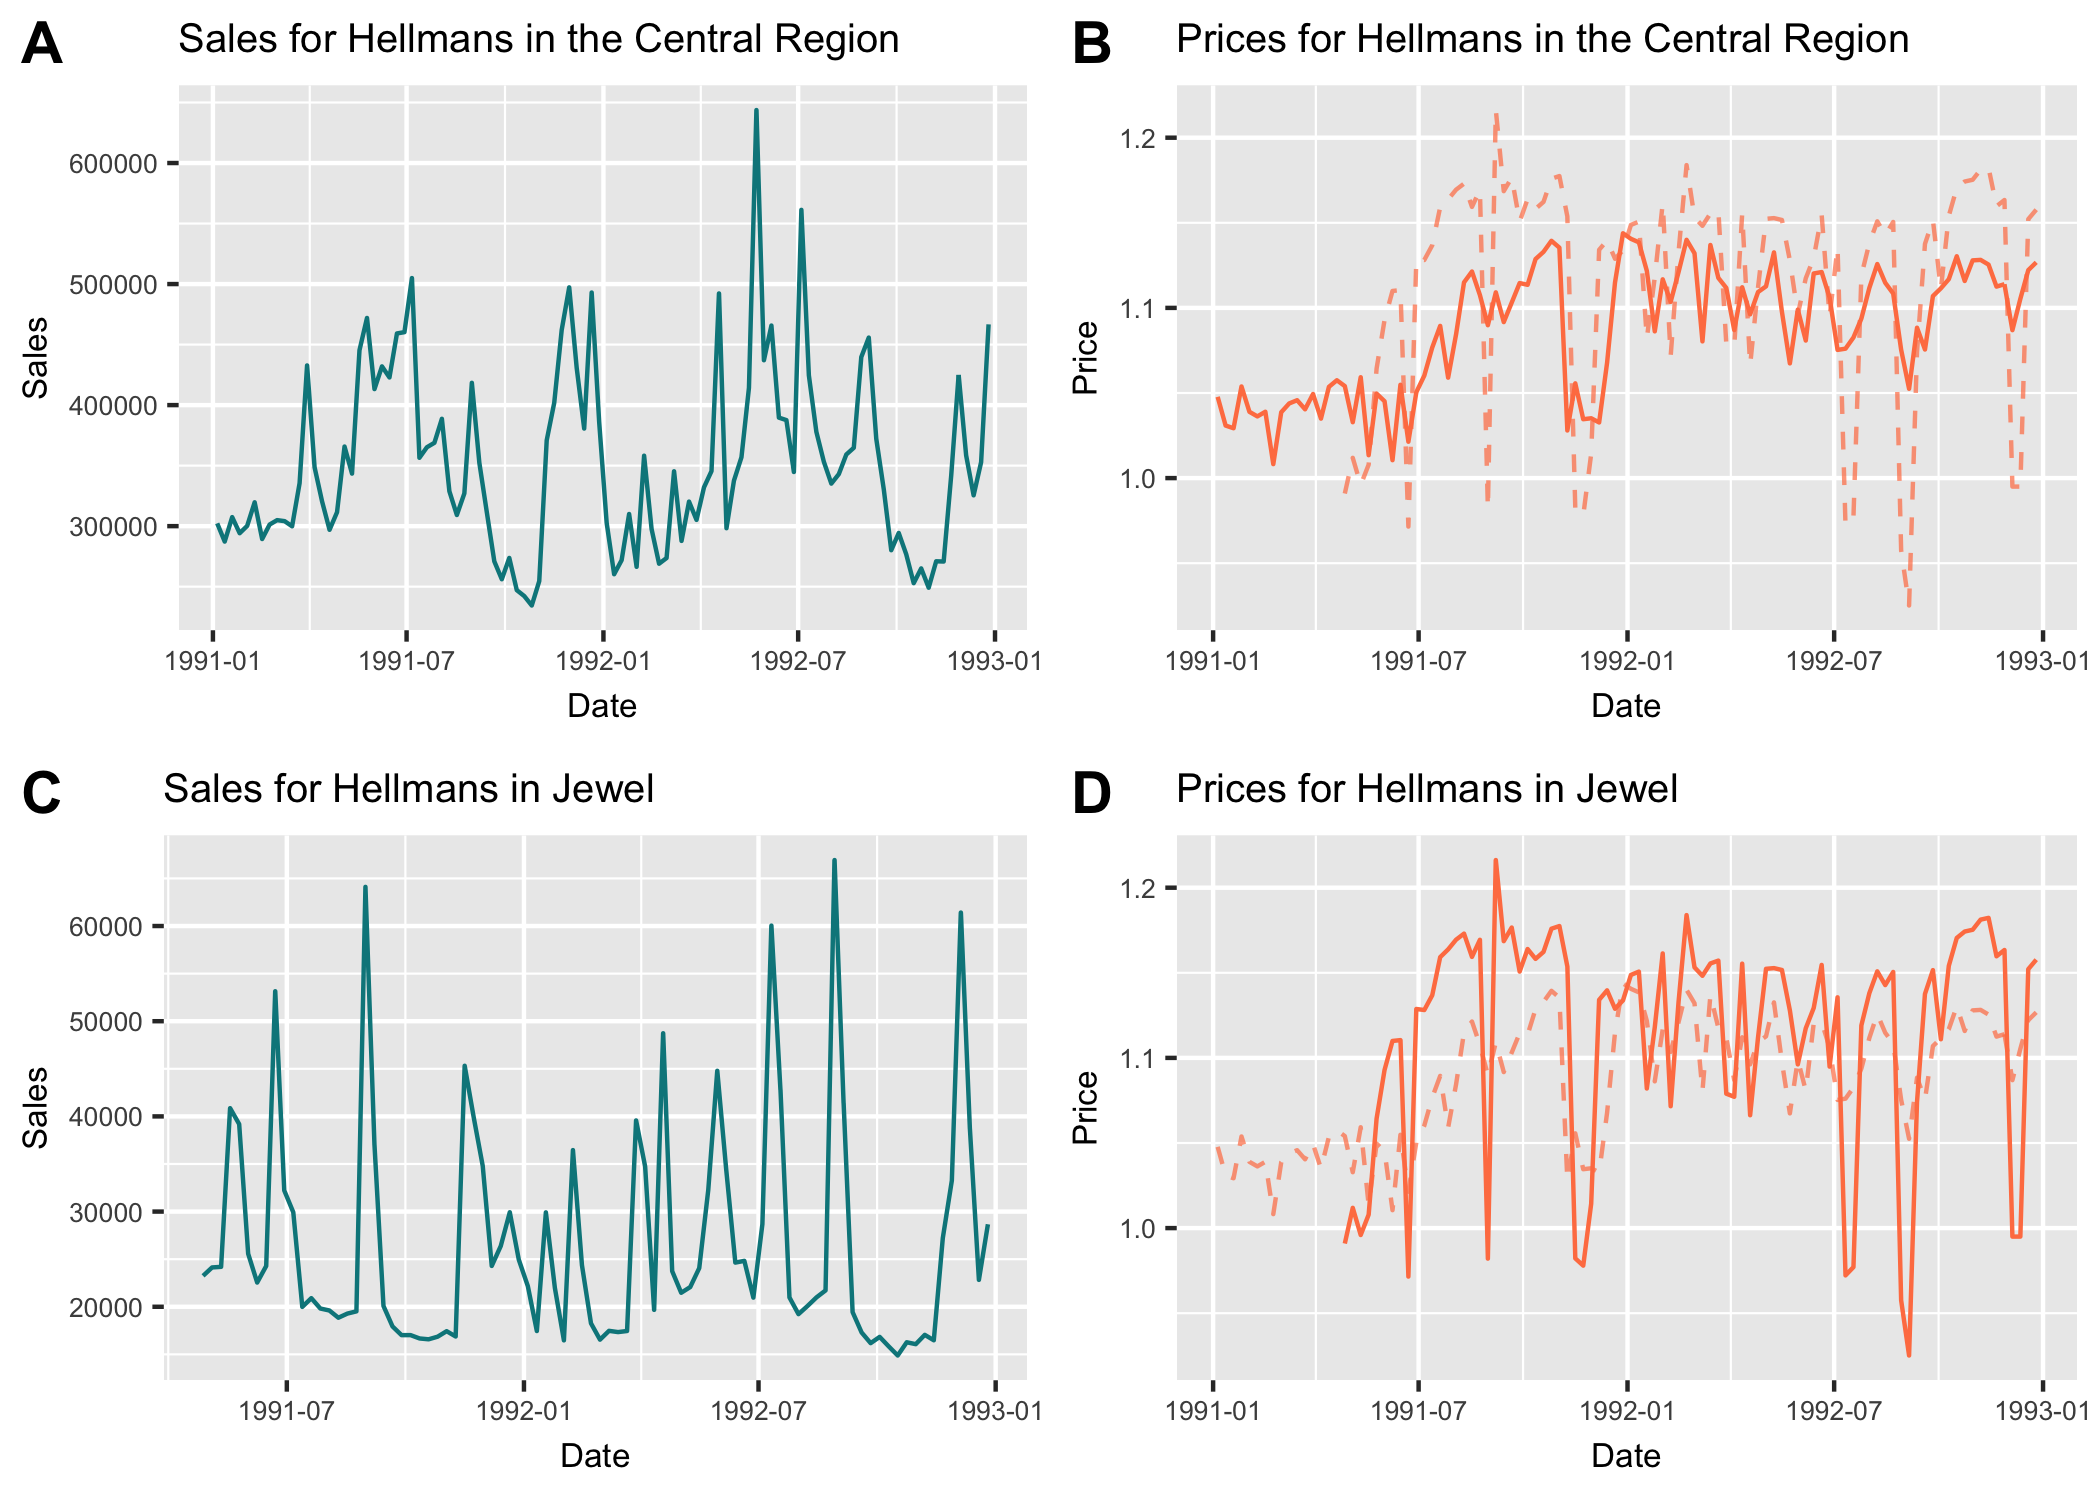 A
Sales for Hellmans in the Central Region
600000
500000
400000
300000
Sales
1991-01
1991-07
1992-01
1992-07
1993-01
Date
B
Prices for Hellmans in the Central Region
1.2
1.1
1.0
Price
1991-01
1991-07
1992-01
1992-07
1993-01
Date
C
Sales for Hellmans in Jewel
60000
50000
40000
30000
20000
Sales
1991-07
1992-01
1992-07
1993-01
Date
D
Prices for Hellmans in Jewel
1.2
1.1
1.0
Price
1991-01
1991-07
1992-01
1992-07
1993-01
Date